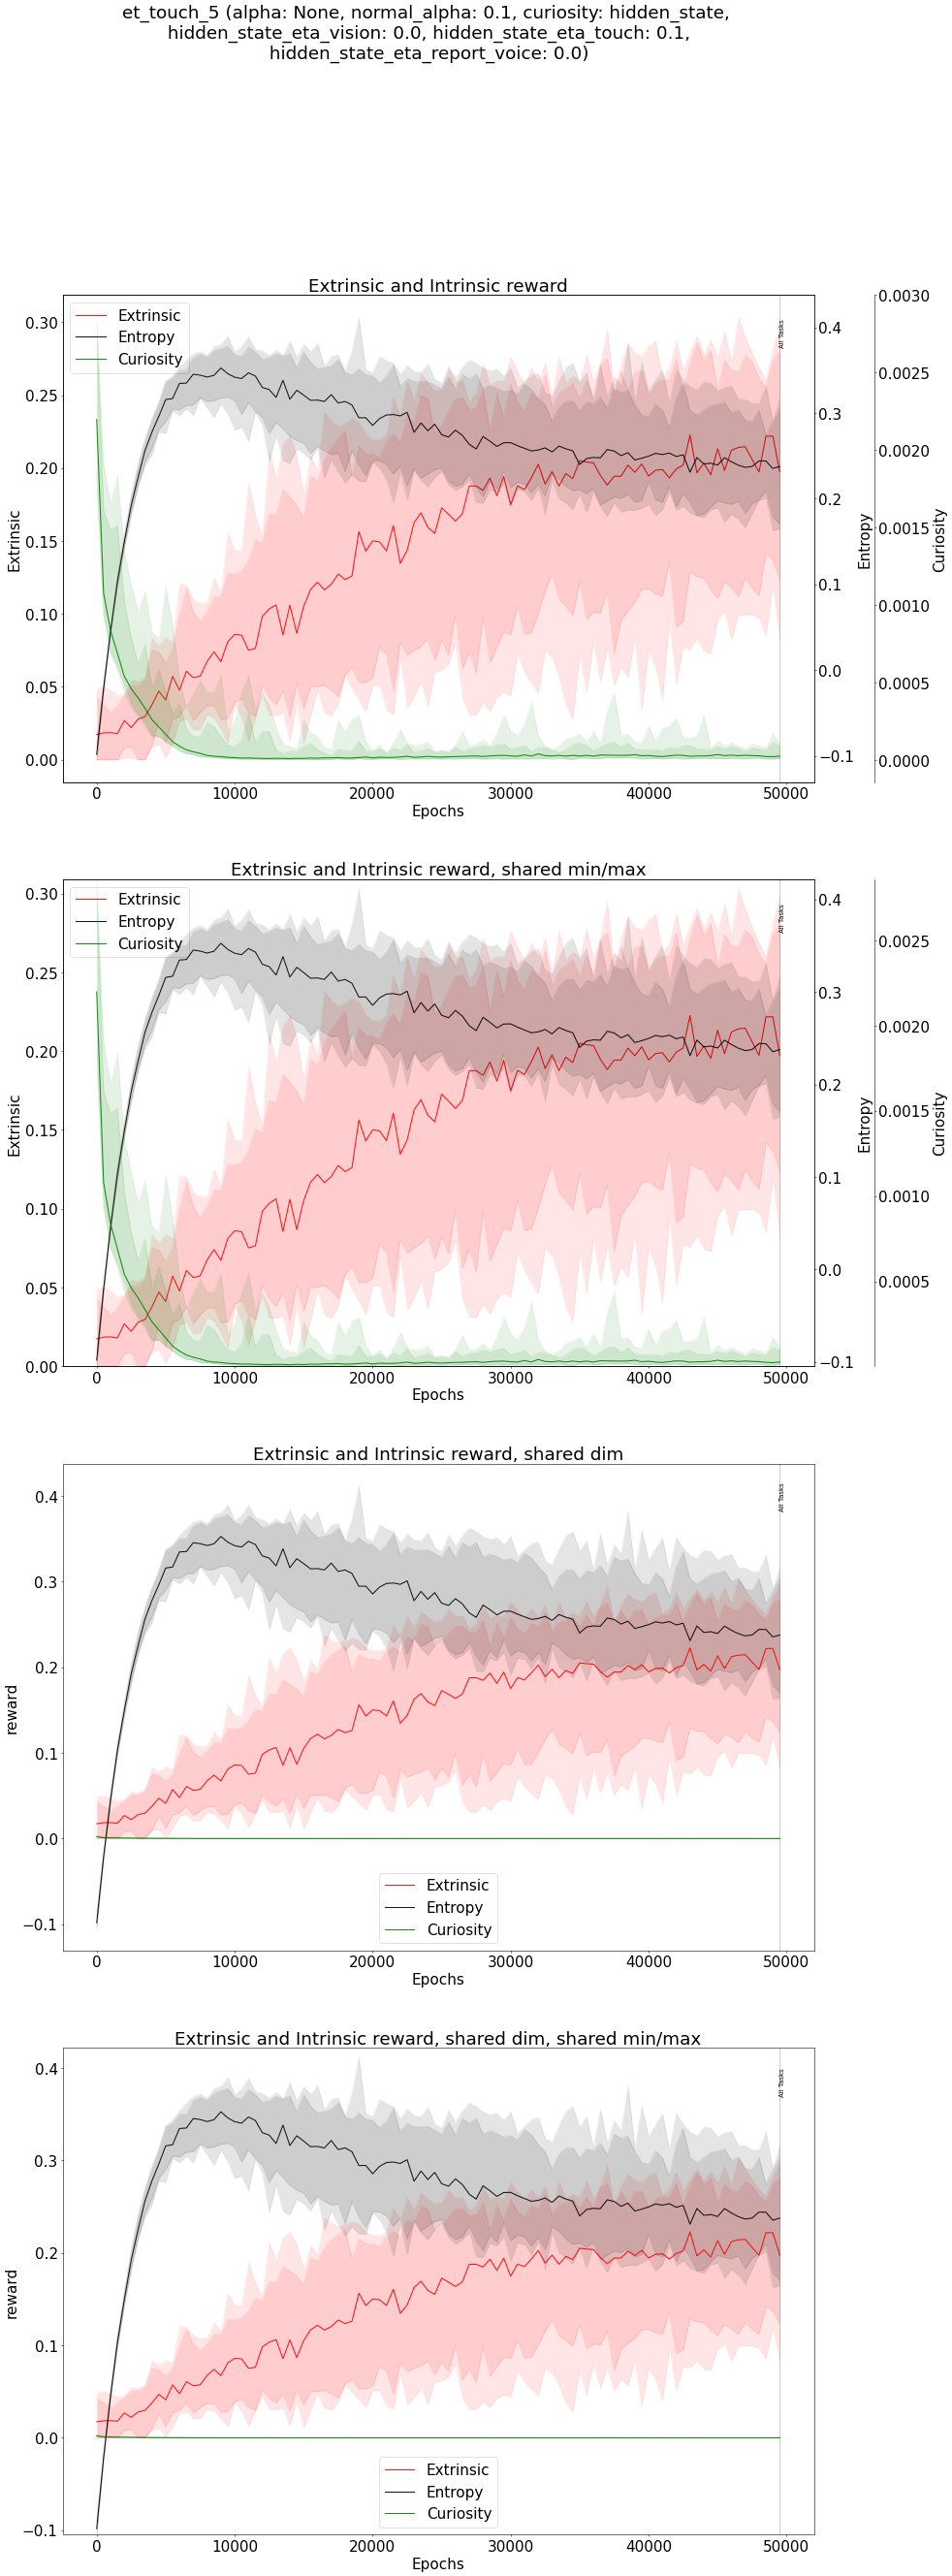 et_touch_5 (alpha: None, normal_alpha: 0.1, curiosity: hidden_state,
hidden_state_eta_vision: 0.0, hidden_state_eta_touch: 0.1,
hidden_state_eta_report_voice: 0.0)
Extrinsic and Intrinsic reward
Extrinsic
Entropy
Curiosity
All Tasks
0.30
0.25
0.20
0.15
0.10
0.05
0.00
Extrinsic
0.4
0.3
0.2
0.1
0.0
−0.1
Entropy
0.0030
0.0025
0.0020
0.0015
0.0010
0.0005
0.0000
Curiosity
0 10000 20000 30000 40000 50000
Epochs
Extrinsic and Intrinsic reward, shared min/max
Extrinsic
Entropy
Curiosity
All Tasks
0.30
0.25
0.20
0.15
0.10
0.05
0.00
Extrinsic
0.4
0.3
0.2
0.1
0.0
−0.1
Entropy
0.0025
0.0020
0.0015
0.0010
0.0005
Curiosity
0 10000 20000 30000 40000 50000
Epochs
Extrinsic and Intrinsic reward, shared dim
All Tasks
0.4
0.3
0.2
0.1
0.0
−0.1
reward
Extrinsic
Entropy
Curiosity
0 10000 20000 30000 40000 50000
Epochs
Extrinsic and Intrinsic reward, shared dim, shared min/max
All Tasks
0.4
0.3
0.2
0.1
0.0
−0.1
reward
Extrinsic
Entropy
Curiosity
0 10000 20000 30000 40000 50000
Epochs